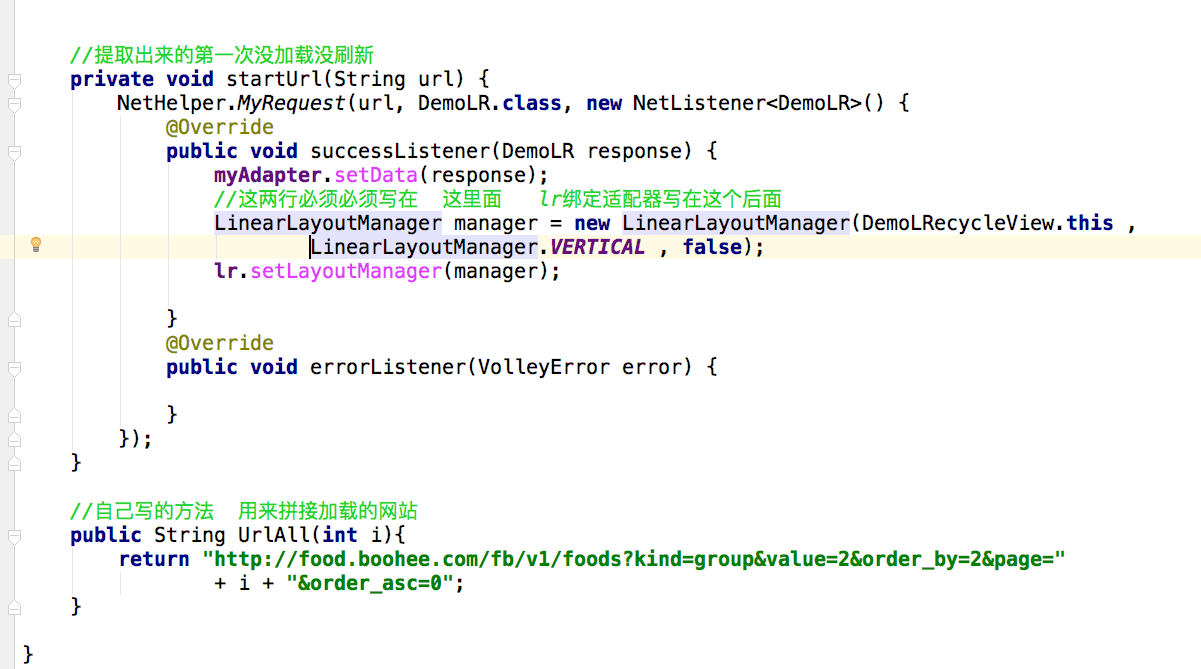 //提取出来的第一次没加载没刷新
private void startUrl(String url) {
NetHelper.MyRequest(url, DemoLR.class, new NetListener<DemoLR>() {
@Override
public void successListener(DemoLR response) {
myAdapter.setData(response);
//这两行必须必须写在  这里面   lr绑定适配器写在这个后面
LinearLayoutManager manager = new LinearLayoutManager(DemoLRecycleView.this ,
LinearLayoutManager.VERTICAL , false);
lr.setLayoutManager(manager);
}
@Override
public void errorListener(VolleyError error) {
}
});
}
//自己写的方法  用来拼接加载的网站
public String UrlAll(int i){
return "http://food.boohee.com/fb/v1/foods?kind=group&value=2&order_by=2&page="
+ i + "&order_asc=0";
}
}